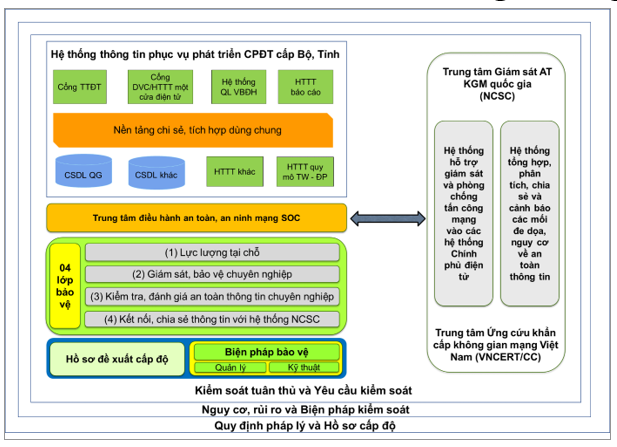 Hệ thống thông tin phục vụ phát triển CPĐT cấp Bộ, Tỉnh
Cổng TTĐT
Cổng
DVC/HTTT một
cửa điện tử
Hệ thống
QL VBĐH
HTTT
báo cáo
Nền tảng chi sẻ, tích hợp dùng chung
CSDL QG
CSDL khác
HTTT khác
HTTT quy
mô TW - ĐP
Trung tâm điều hành an toàn, an ninh mạng SOC
04
lớp
bảo
vệ
(1) Lực lượng tại chỗ
(2) Giám sát, bảo vệ chuyên nghiệp
(3) Kiểm tra, đánh giá an toàn thông tin chuyên nghiệp
(4) Kết nối, chia sẻ thông tin với hệ thống NCSC
Hồ sơ đề xuất cấp độ
Biện pháp bảo vệ
Quản lý
Kỹ thuật
Trung tâm Giám sát AT
KGM quốc gia
(NCSC)
Hệ thống
hỗ trợ
giám sát
và phòng
chống
tấn công
mạng
vào các
hệ thống
Chính
phủ điện
tử
Hệ thống
tổng hợp,
phân
tích, chia
sẻ và
cảnh báo
các mối
đe dọa,
nguy cơ
về an
toàn
thông tin
Trung tâm Ứng cứu khẩn
cấp không gian mạng Việt
Nam (VNCERT/CC)
Kiểm soát tuân thủ và Yêu cầu kiểm soát
Nguy cơ, rủi ro và Biện pháp kiểm soát
Quy định pháp lý và Hồ sơ cấp độ